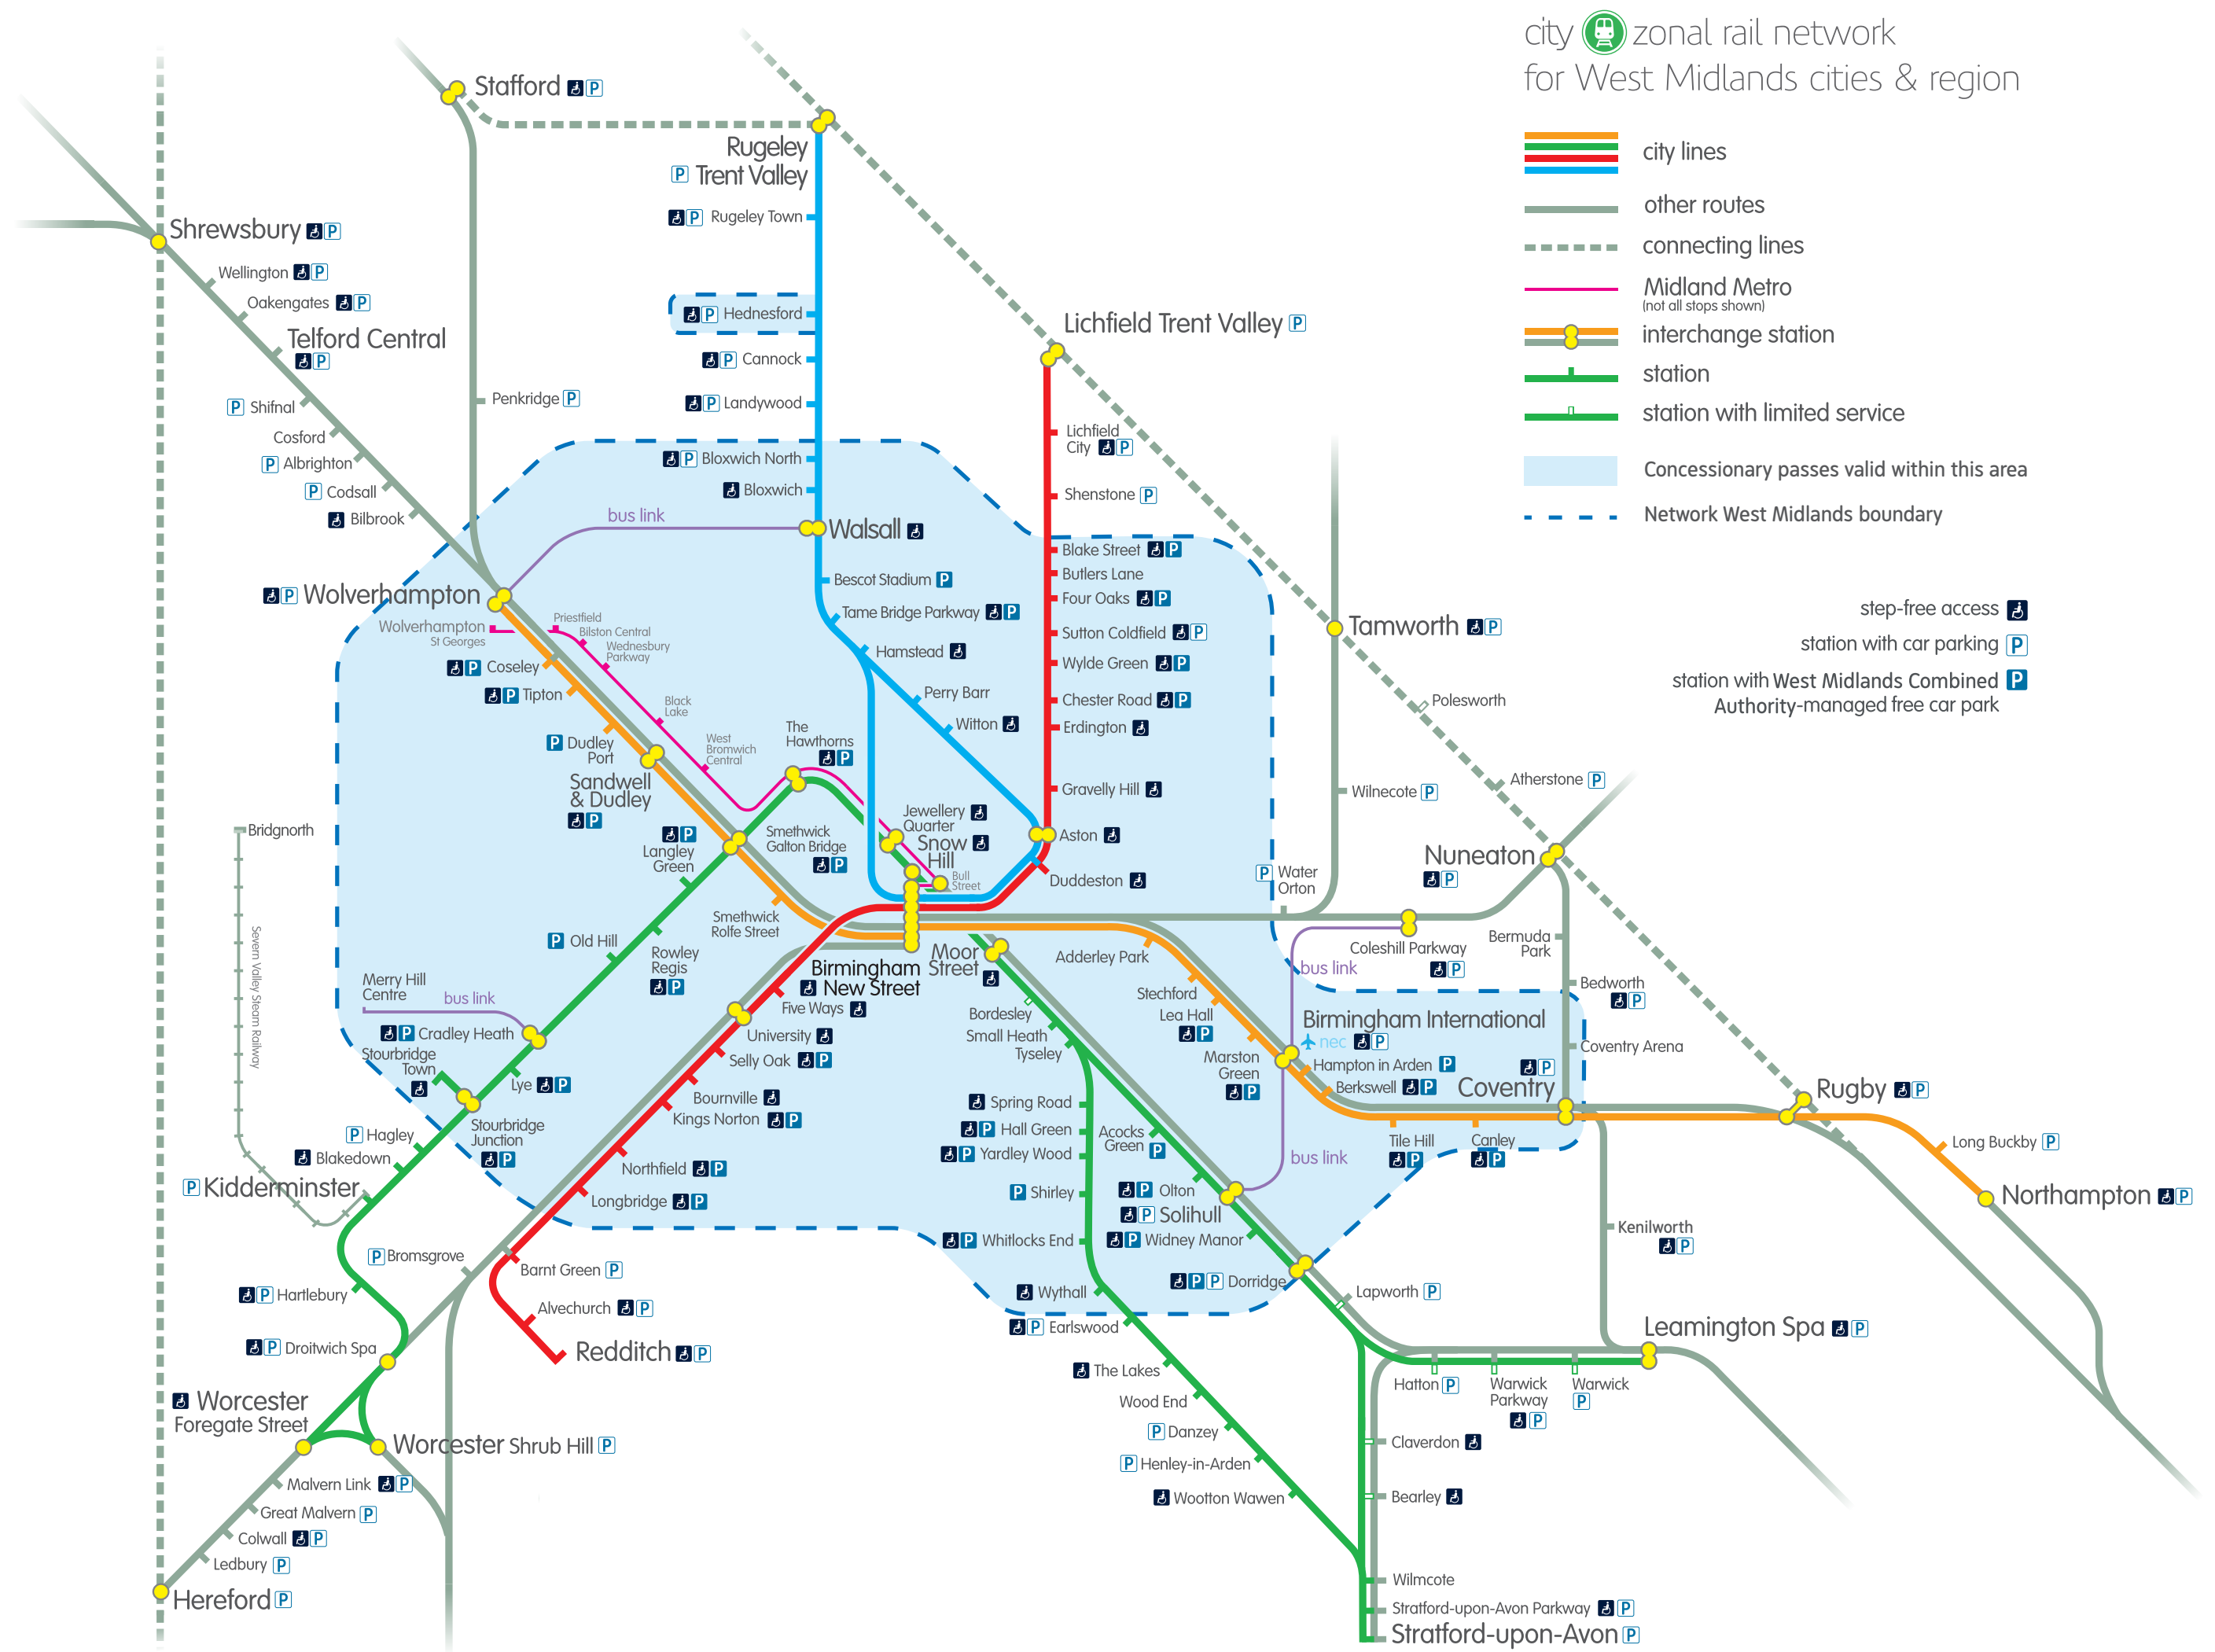 city zonal rail network
for West Midlands cities & region
city lines
other routes
connecting lines
Midland Metro
(not all stops shown)
interchange station
station
station with limited service
Concessionary passes valid within this area
Network West Midlands boundary
step-free access
station with car parking P
station with West Midlands Combined P
Authority-managed free car park
Stafford P
Rugeley
P Trent Valley
P Rugeley Town
Shrewsbury P
Wellington P
Oakengates P
Telford Central
P
P Shifnal
Cosford
P Albrighton
P Codsall
Bilbrook
Penkridge P
P Hednesford
P Cannock
P Landywood
P Bloxwich North
Bloxwich
bus link
Walsall
Bescot Stadium P
Tame Bridge Parkway P
Hamstead
Perry Barr
Witton
Lichfield Trent Valley P
Lichfield
City P
Shenstone P
Blake Street P
Butlers Lane
Four Oaks P
Sutton Coldfield P
Wylde Green P
Chester Road P
Erdington
Gravelly Hill
Aston
Duddeston
P Wolverhampton
Wolverhampton
St Georges
Priestfield
Bilston Central
Wednesbury
Parkway
Black
Lake
West
Bromwich
Central
P Coseley
P Tipton
P Dudley
Port
Sandwell
& Dudley
P
The
Hawthorns
P
Jewellery
Quarter
Snow
Hill
Bull
Street
P
Langley
Green
Smethwick
Galton Bridge
P
Smethwick
Rolfe Street
P Old Hill
Rowley
Regis
P
Birmingham
New Street
Moor
Street
Merry Hill
Centre
bus link
P Cradley Heath
Stourbridge
Town
Lye P
Stourbridge
Junction
P
P Hagley
Blakedown
P Kidderminster
Bridgnorth
Severn Valley Steam Railway
P Hartlebury
P Droitwich Spa
Worcester
Foregate Street
Worcester Shrub Hill P
Malvern Link P
Great Malvern P
Colwall P
Ledbury P
Hereford P
Five Ways
University
Selly Oak P
Bournville
Kings Norton P
Northfield P
Longbridge P
P Bromsgrove
Barnt Green P
Alvechurch P
Redditch P
Tamworth P
Polesworth
Wilnecote P
Atherstone P
P Water
Orton
Nuneaton
P
Coleshill Parkway
P
bus link
Bermuda
Park
Bedworth
P
Coventry Arena
P
Coventry
Adderley Park
Stechford
Lea Hall
P
Marston
Green
P
Birmingham International
nec P
Hampton in Arden P
Berkswell P
Tile Hill
P
Canley
P
Rugby P
Long Buckby P
Northampton P
bus link
Bordesley
Small Heath
Tyseley
Spring Road
P Hall Green
P Yardley Wood
P Shirley
P Whitlocks End
Wythall
P Earlswood
The Lakes
Wood End
P Danzey
P Henley-in-Arden
Wootton Wawen
Acocks
Green P
P Olton
P Solihull
P Widney Manor
P P Dorridge
Lapworth P
Kenilworth
P
Leamington Spa P
Hatton P
Warwick
Parkway
P
Warwick
P
Claverdon
Bearley
Wilmcote
Stratford-upon-Avon Parkway P
Stratford-upon-Avon P